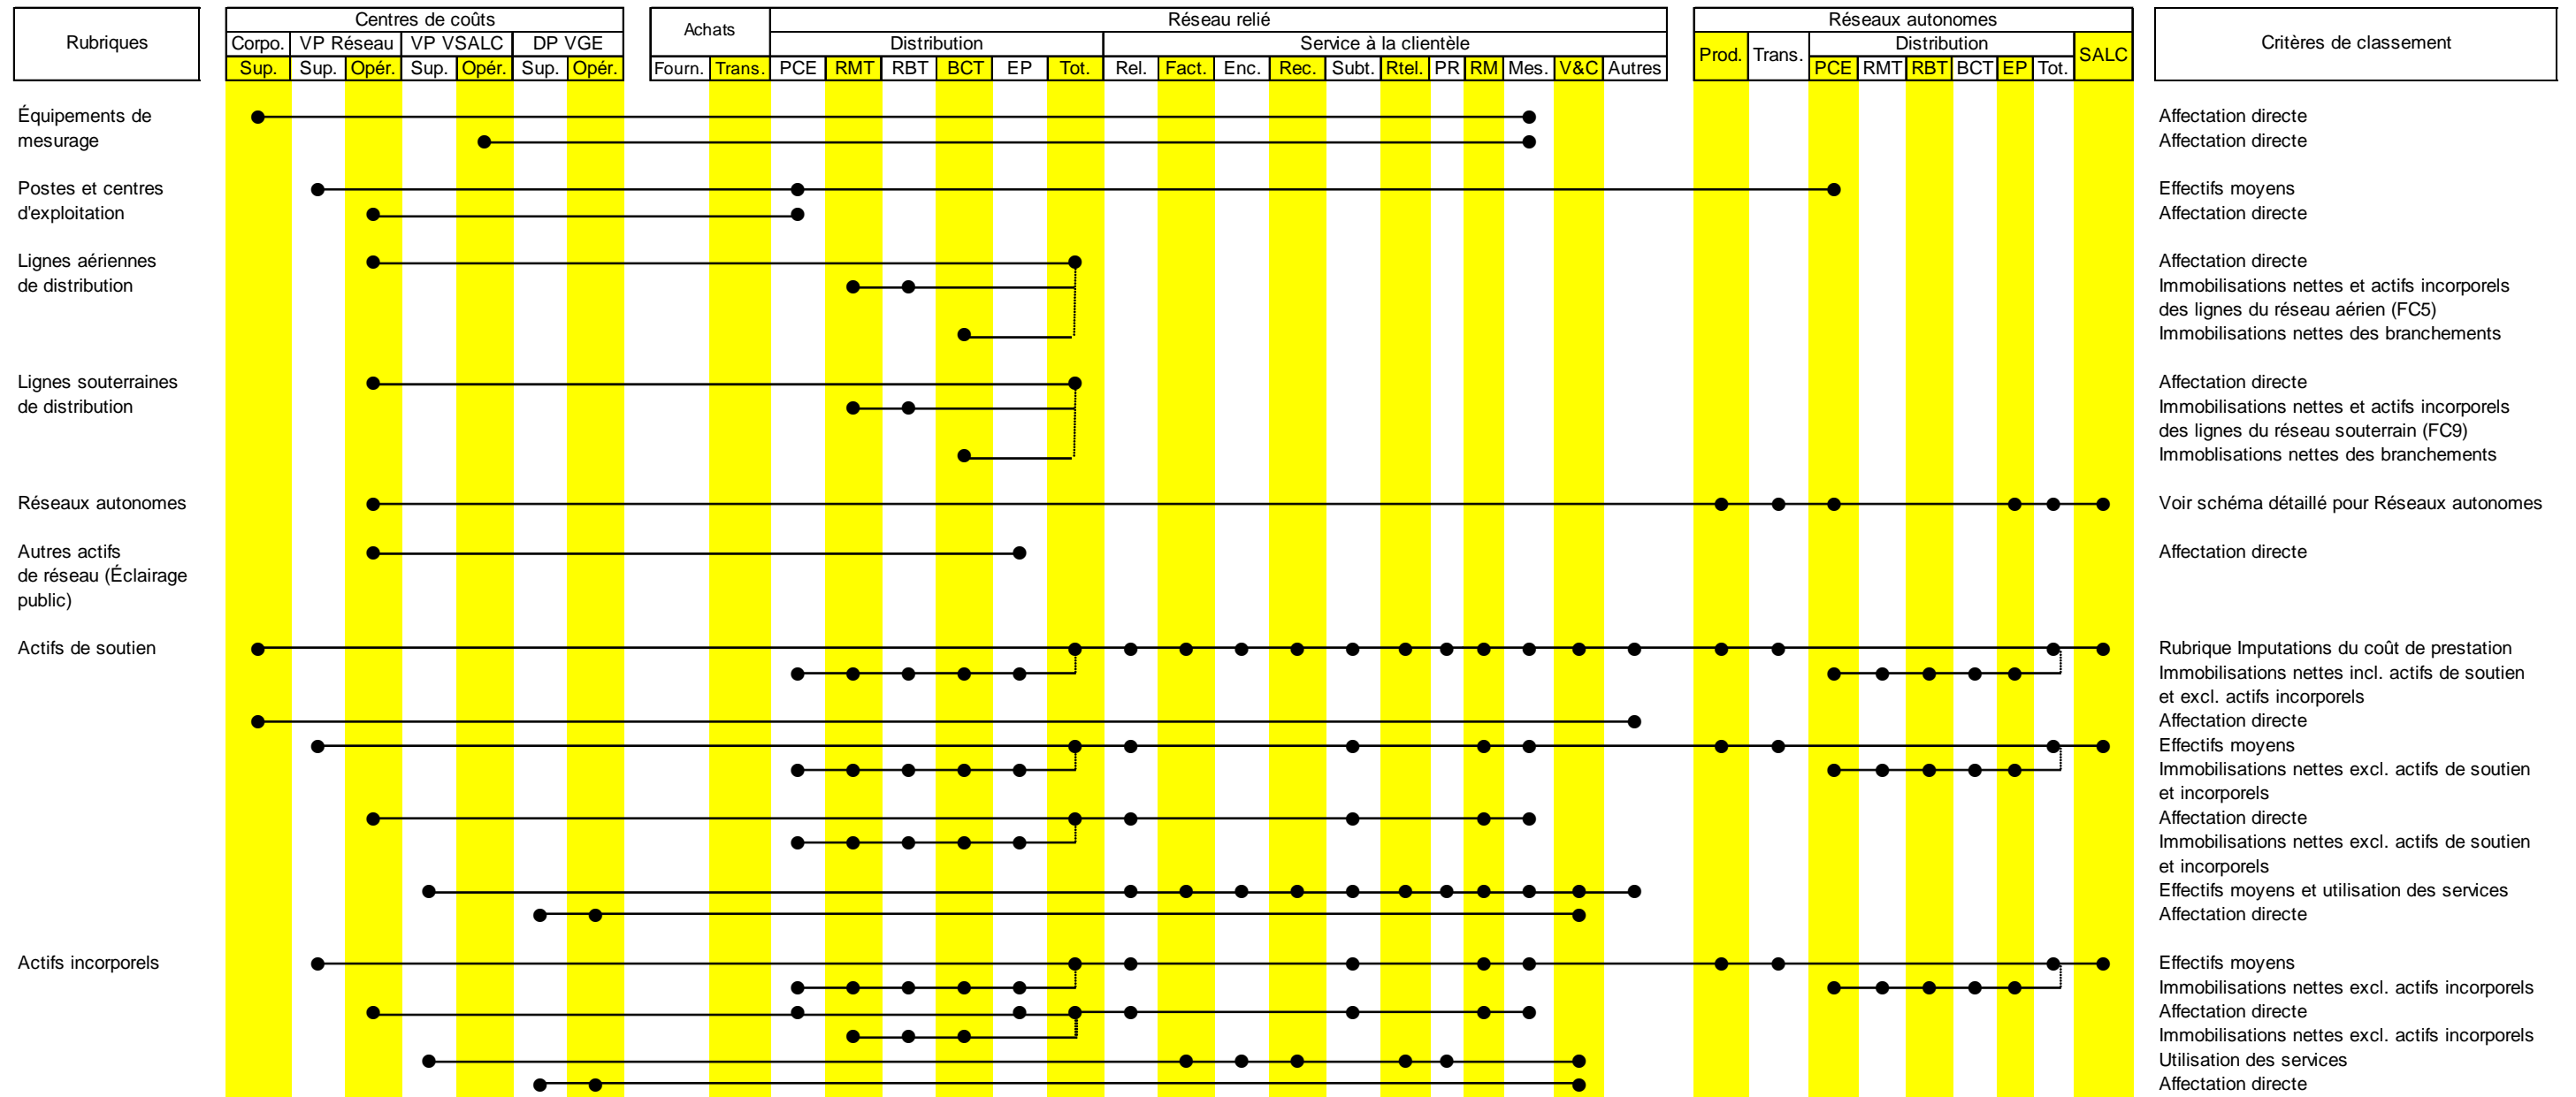 Rubriques
Centres de coûts
Corpo. VP Réseau VP VSALC DP VGE
Sup. Sup. Opér. Sup. Opér. Sup. Opér.
Achats
Réseau relié
Distribution
Service à la clientèle
Fourn. Trans. PCE RMT RBT BCT EP Tot. Rel. Fact. Enc. Rec. Subt. Rtel. PR RM Mes. V&C Autres
Réseaux autonomes
Prod. Trans. Distribution SALC
PCE RMT RBT BCT EP Tot.
Critères de classement
Équipements de Affectation directe
mesurage Affectation directe
Postes et centres Effectifs moyens
d'exploitation Affectation directe
Lignes aériennes Affectation directe
de distribution Immobilisations nettes et actifs incorporels
des lignes du réseau aérien (FC5)
Immobilisations nettes des branchements
Lignes souterraines Affectation directe
de distribution Immobilisations nettes et actifs incorporels
des lignes du réseau souterrain (FC9)
Immoblisations nettes des branchements
Réseaux autonomes Voir schéma détaillé pour Réseaux autonomes
Autres actifs Affectation directe
de réseau (Éclairage
public)
Actifs de soutien Rubrique Imputations du coût de prestation
Immobilisations nettes incl. actifs de soutien
et excl. actifs incorporels
Affectation directe
Effectifs moyens
Immobilisations nettes excl. actifs de soutien
et incorporels
Affectation directe
Immobilisations nettes excl. actifs de soutien
et incorporels
Effectifs moyens et utilisation des services
Affectation directe
Actifs incorporels Effectifs moyens
Immobilisations nettes excl. actifs incorporels
Affectation directe
Immobilisations nettes excl. actifs incorporels
Utilisation des services
Affectation directe